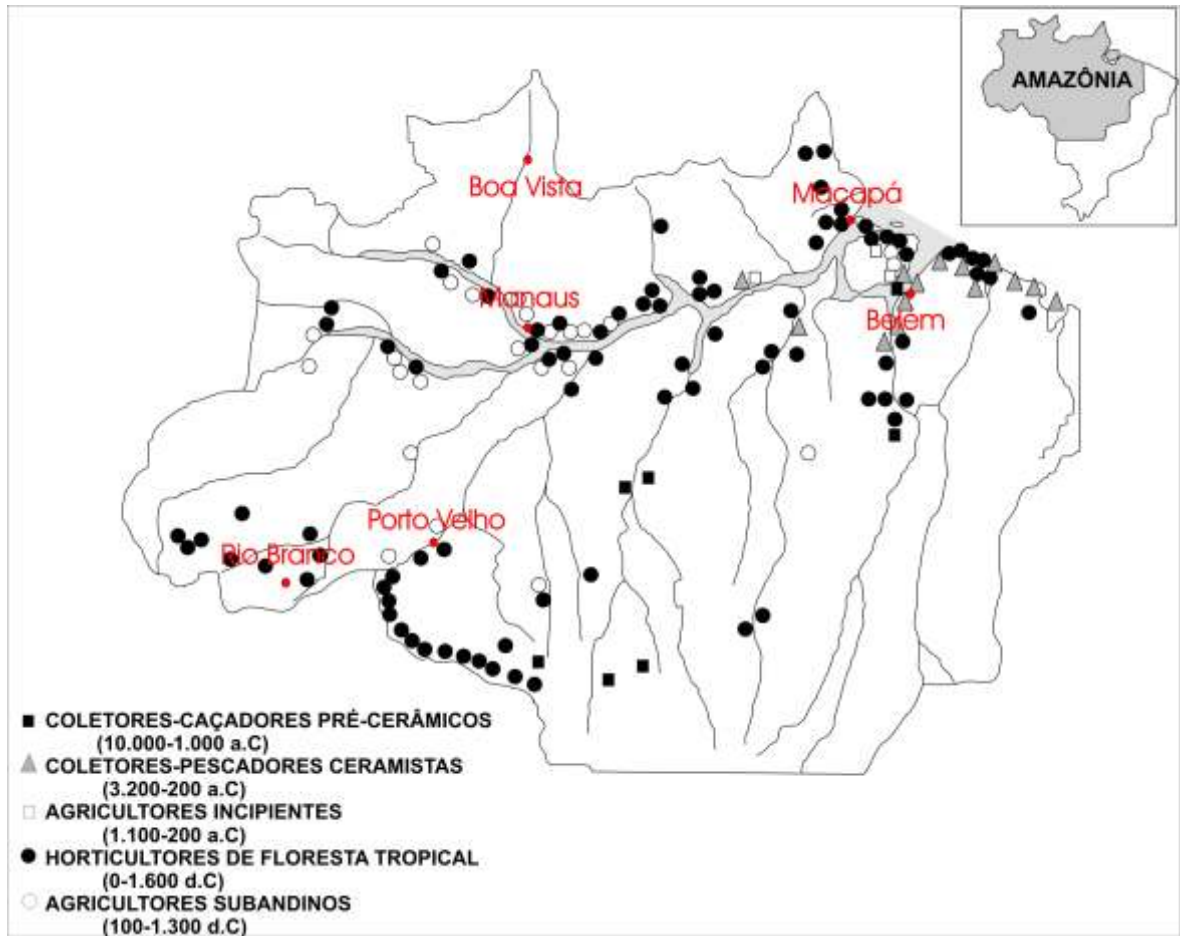 AMAZÔNIA
Boa Vista
Macapá
Manaus
Belém
Porto Velho
Rio Branco
COLETORES-CAÇADORES PRÉ-CERÂMICOS
(10.000-1.000 a.C)
COLETORES-PESCADORES CERAMISTAS
(3.200-200 a.C)
AGRICULTORES INCIPIENTES
(1.100-200 a.C)
HORTICULTORES DE FLORESTA TROPICAL
(0-1.600 d.C)
AGRICULTORES SUBANDINOS
(100-1.300 d.C)